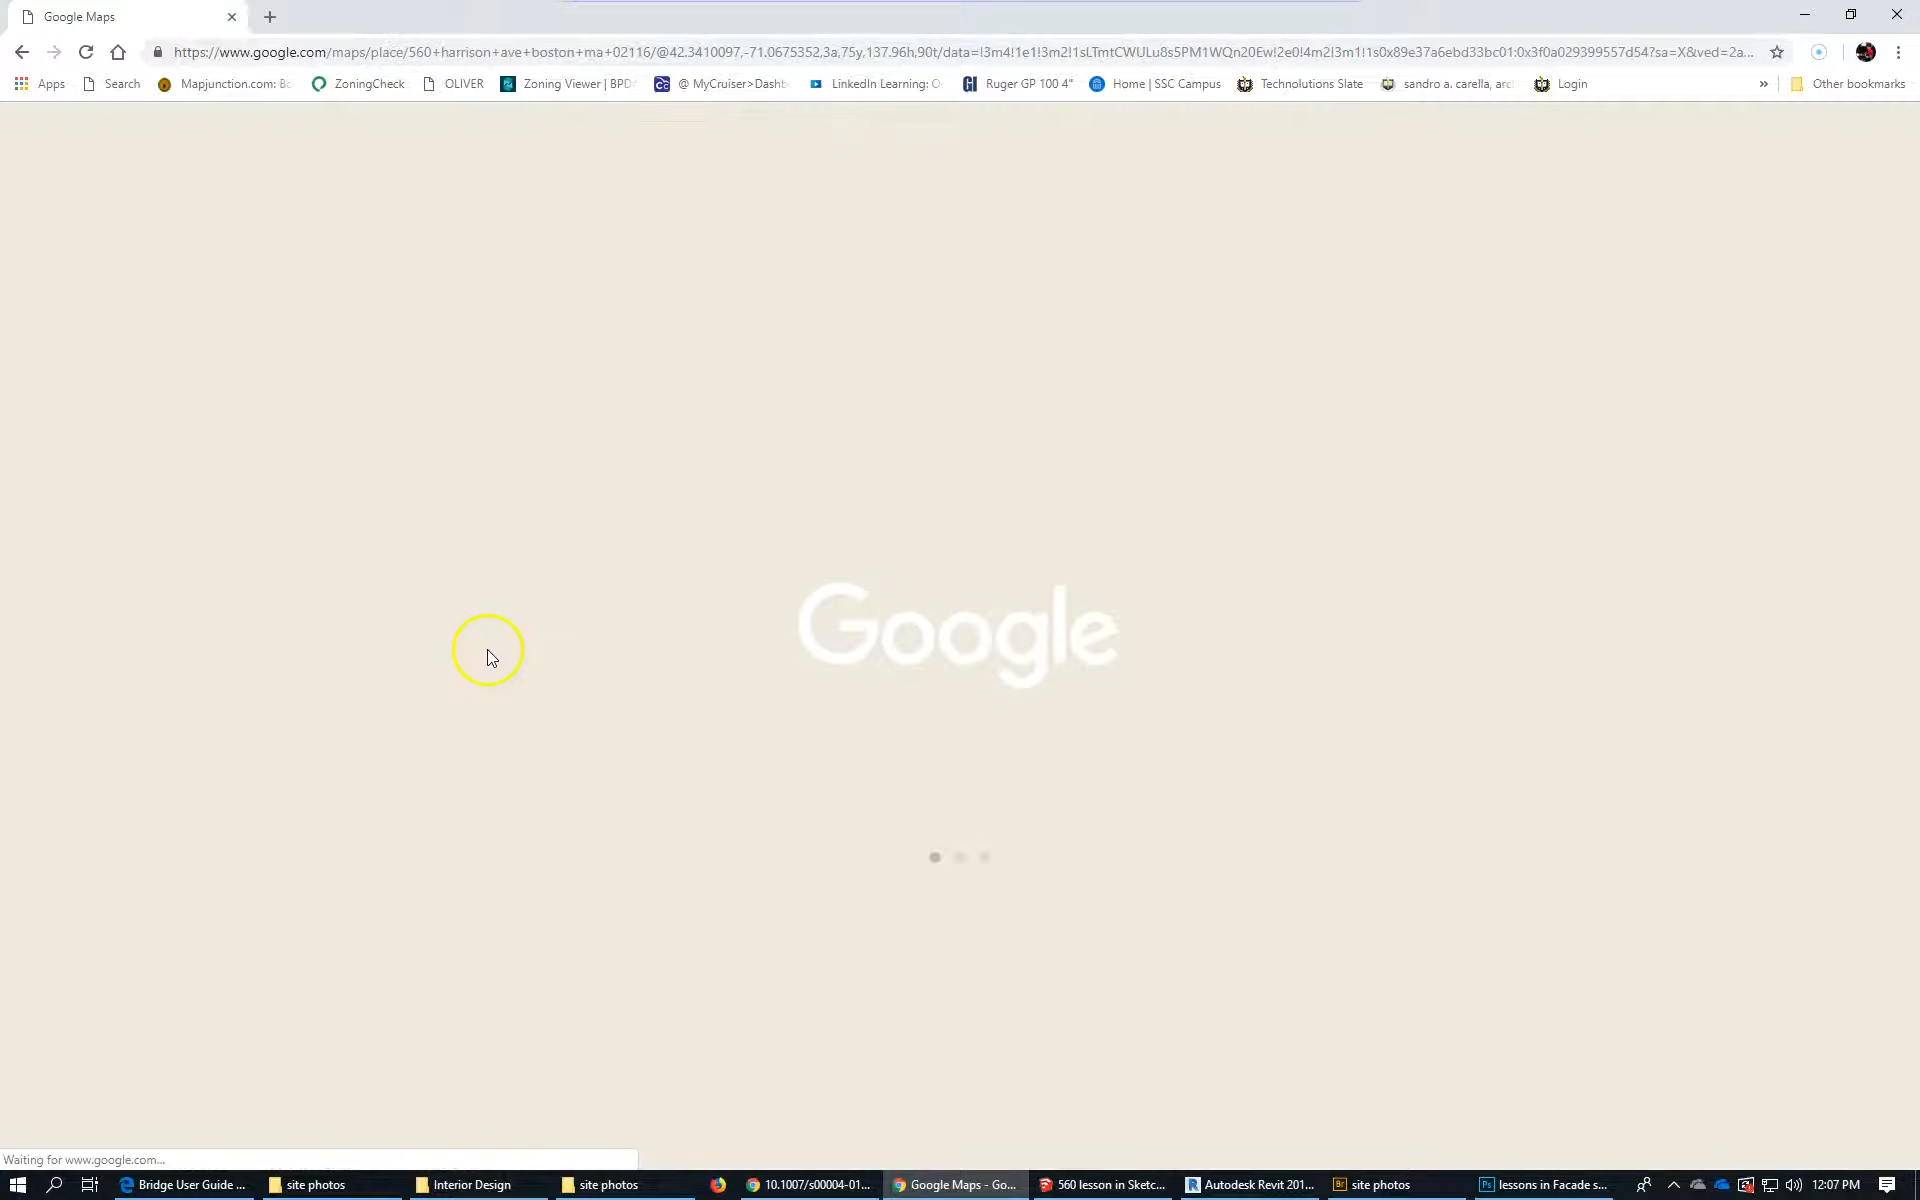 Google Maps
https://www.google.com/maps/place/560+harrison+ave+boston+ma+02116/@42.3410097,-71.0675352,3a,75y,137.96h,90t/data=!3m4!1e1!3m2!1sLTmtCWULu8s5PM1WQn20Ew!2e0!4m2!3m1!1s0x89e37a6ebd33bc01:0x3f0a029399557d54?sa=X&ved=2a...
Apps Search Mapjunction.com: Bo ZoningCheck OLIVER Zoning Viewer | BPD @ MyCruiser>Dashb LinkedIn Learning: O Ruger GP 100 4" Home | SSC Campus Technolutions Slate sandro a. carella, arc Login » Other bookmarks
Google
Waiting for www.google.com...
Bridge User Guide ... site photos Interior Design site photos 10.1007/s00004-01... Google Maps - Go... 560 lesson in Sketc... Autodesk Revit 201... Br site photos Ps lessons in Facade s... 12:07 PM